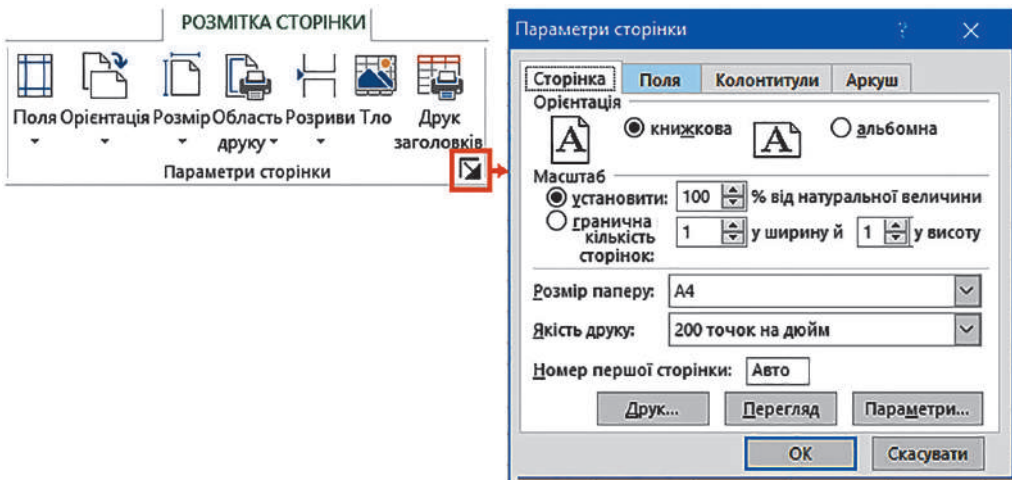 РОЗМІТКА СТОРІНКИ
Поля Орієнтація Розмір Область друку Розриви Тло Друк заголовків
Параметри сторінки
Параметри сторінки
Сторінка Поля Колонтитули Аркуш
Орієнтація
A книжкова A альбомна
Масштаб
установити: 100 % від натуральної величини
гранична кількість сторінок: 1 у ширину й 1 у висоту
Розмір паперу: A4
Якість друку: 200 точок на дюйм
Номер першої сторінки: Авто
Друк... Перегляд Параметри...
ОК Скасувати